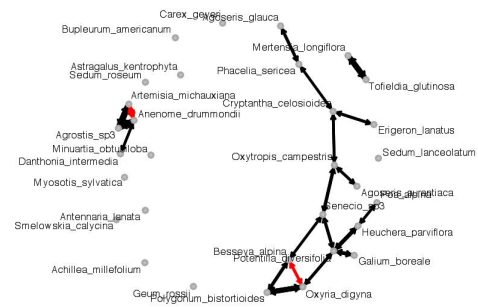 Carex_geyeri
Agoseris_glauca
Bupleurum_americanum
Mertensia_longiflora
Astragalus_kentrophyta
Phacelia_sericea
Sedum_roseum
Tofieldia_glutinosa
Artemisia_michauxiana
Cryptantha_celosioides
Anenome_drummondii
Erigeron_lanatus
Agrostis_sp3
Minuartia_obtusiloba
Danthonia_intermedia
Oxytropis_campestris
Sedum_lanceolatum
Myosotis_sylvatica
Agoseris_aurantiaca
Poa_alpina
Antennaria_lanata
Senecio_sp3
Smelowskia_calycina
Heuchera_parviflora
Besseya_alpina
Potentilla_diversifolia
Galium_boreale
Achillea_millefolium
Geum_rossii
Polygonum_bistortioides
Oxyria_digyna